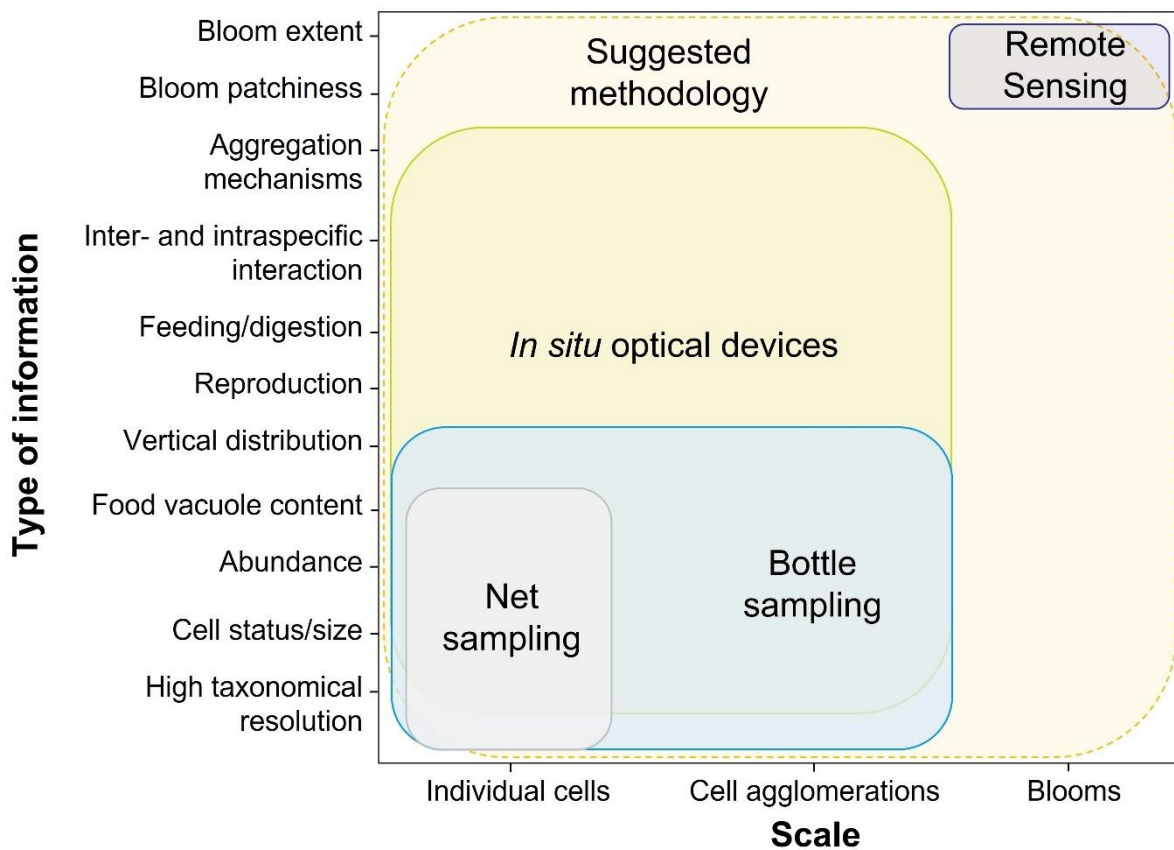 Bloom extent
Bloom patchiness
Aggregation
mechanisms
Inter- and intraspecific
interaction
Feeding/digestion
Reproduction
Vertical distribution
Food vacuole content
Abundance
Cell status/size
High taxonomical
resolution
Type of information
Suggested
methodology
Remote
Sensing
In situ optical devices
Bottle
sampling
Net
sampling
Individual cells
Cell agglomerations
Blooms
Scale